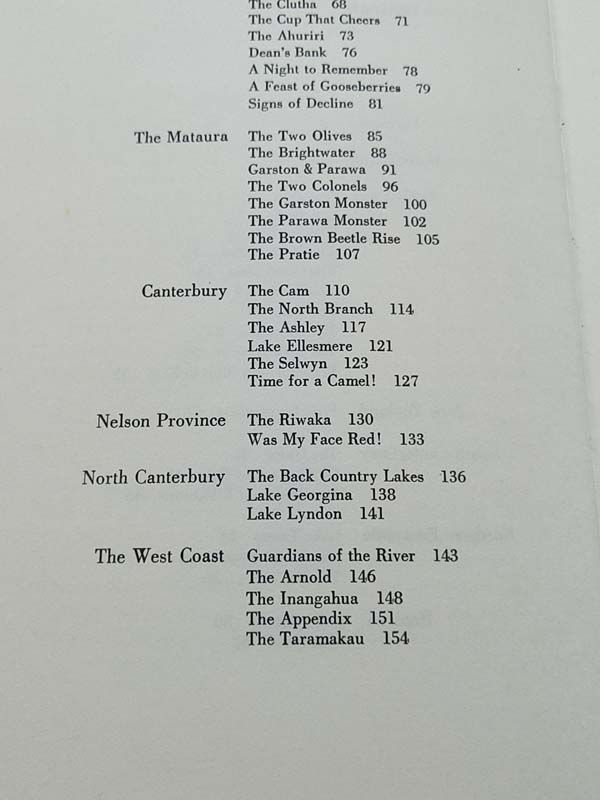 The Clutha 68
The Cup That Cheers 71
The Ahuriri 73
Dean's Bank 76
A Night to Remember 78
A Feast of Gooseberries 79
Signs of Decline 81
The Mataura The Two Olives 85
The Brightwater 88
Garston & Parawa 91
The Two Colonels 96
The Garston Monster 100
The Parawa Monster 102
The Brown Beetle Rise 105
The Pratie 107
Canterbury The Cam 110
The North Branch 114
The Ashley 117
Lake Ellesmere 121
The Selwyn 123
Time for a Camel! 127
Nelson Province The Riwaka 130
Was My Face Red! 133
North Canterbury The Back Country Lakes 136
Lake Georgina 138
Lake Lyndon 141
The West Coast Guardians of the River 143
The Arnold 146
The Inangahua 148
The Appendix 151
The Taramakau 154